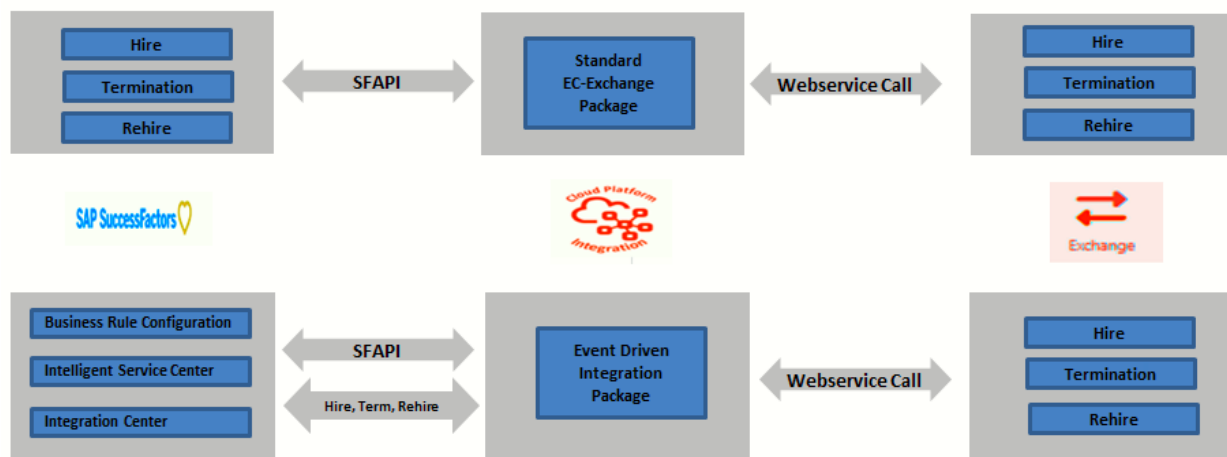 Hire
Termination
Rehire
SFAPI
Standard
EC-Exchange
Package
Webservice Call
Hire
Termination
Rehire
SAP SuccessFactors
Cloud Platform
Integration
Exchange
Business Rule Configuration
Intelligent Service Center
Integration Center
SFAPI
Hire, Term, Rehire
Event Driven
Integration
Package
Webservice Call
Hire
Termination
Rehire